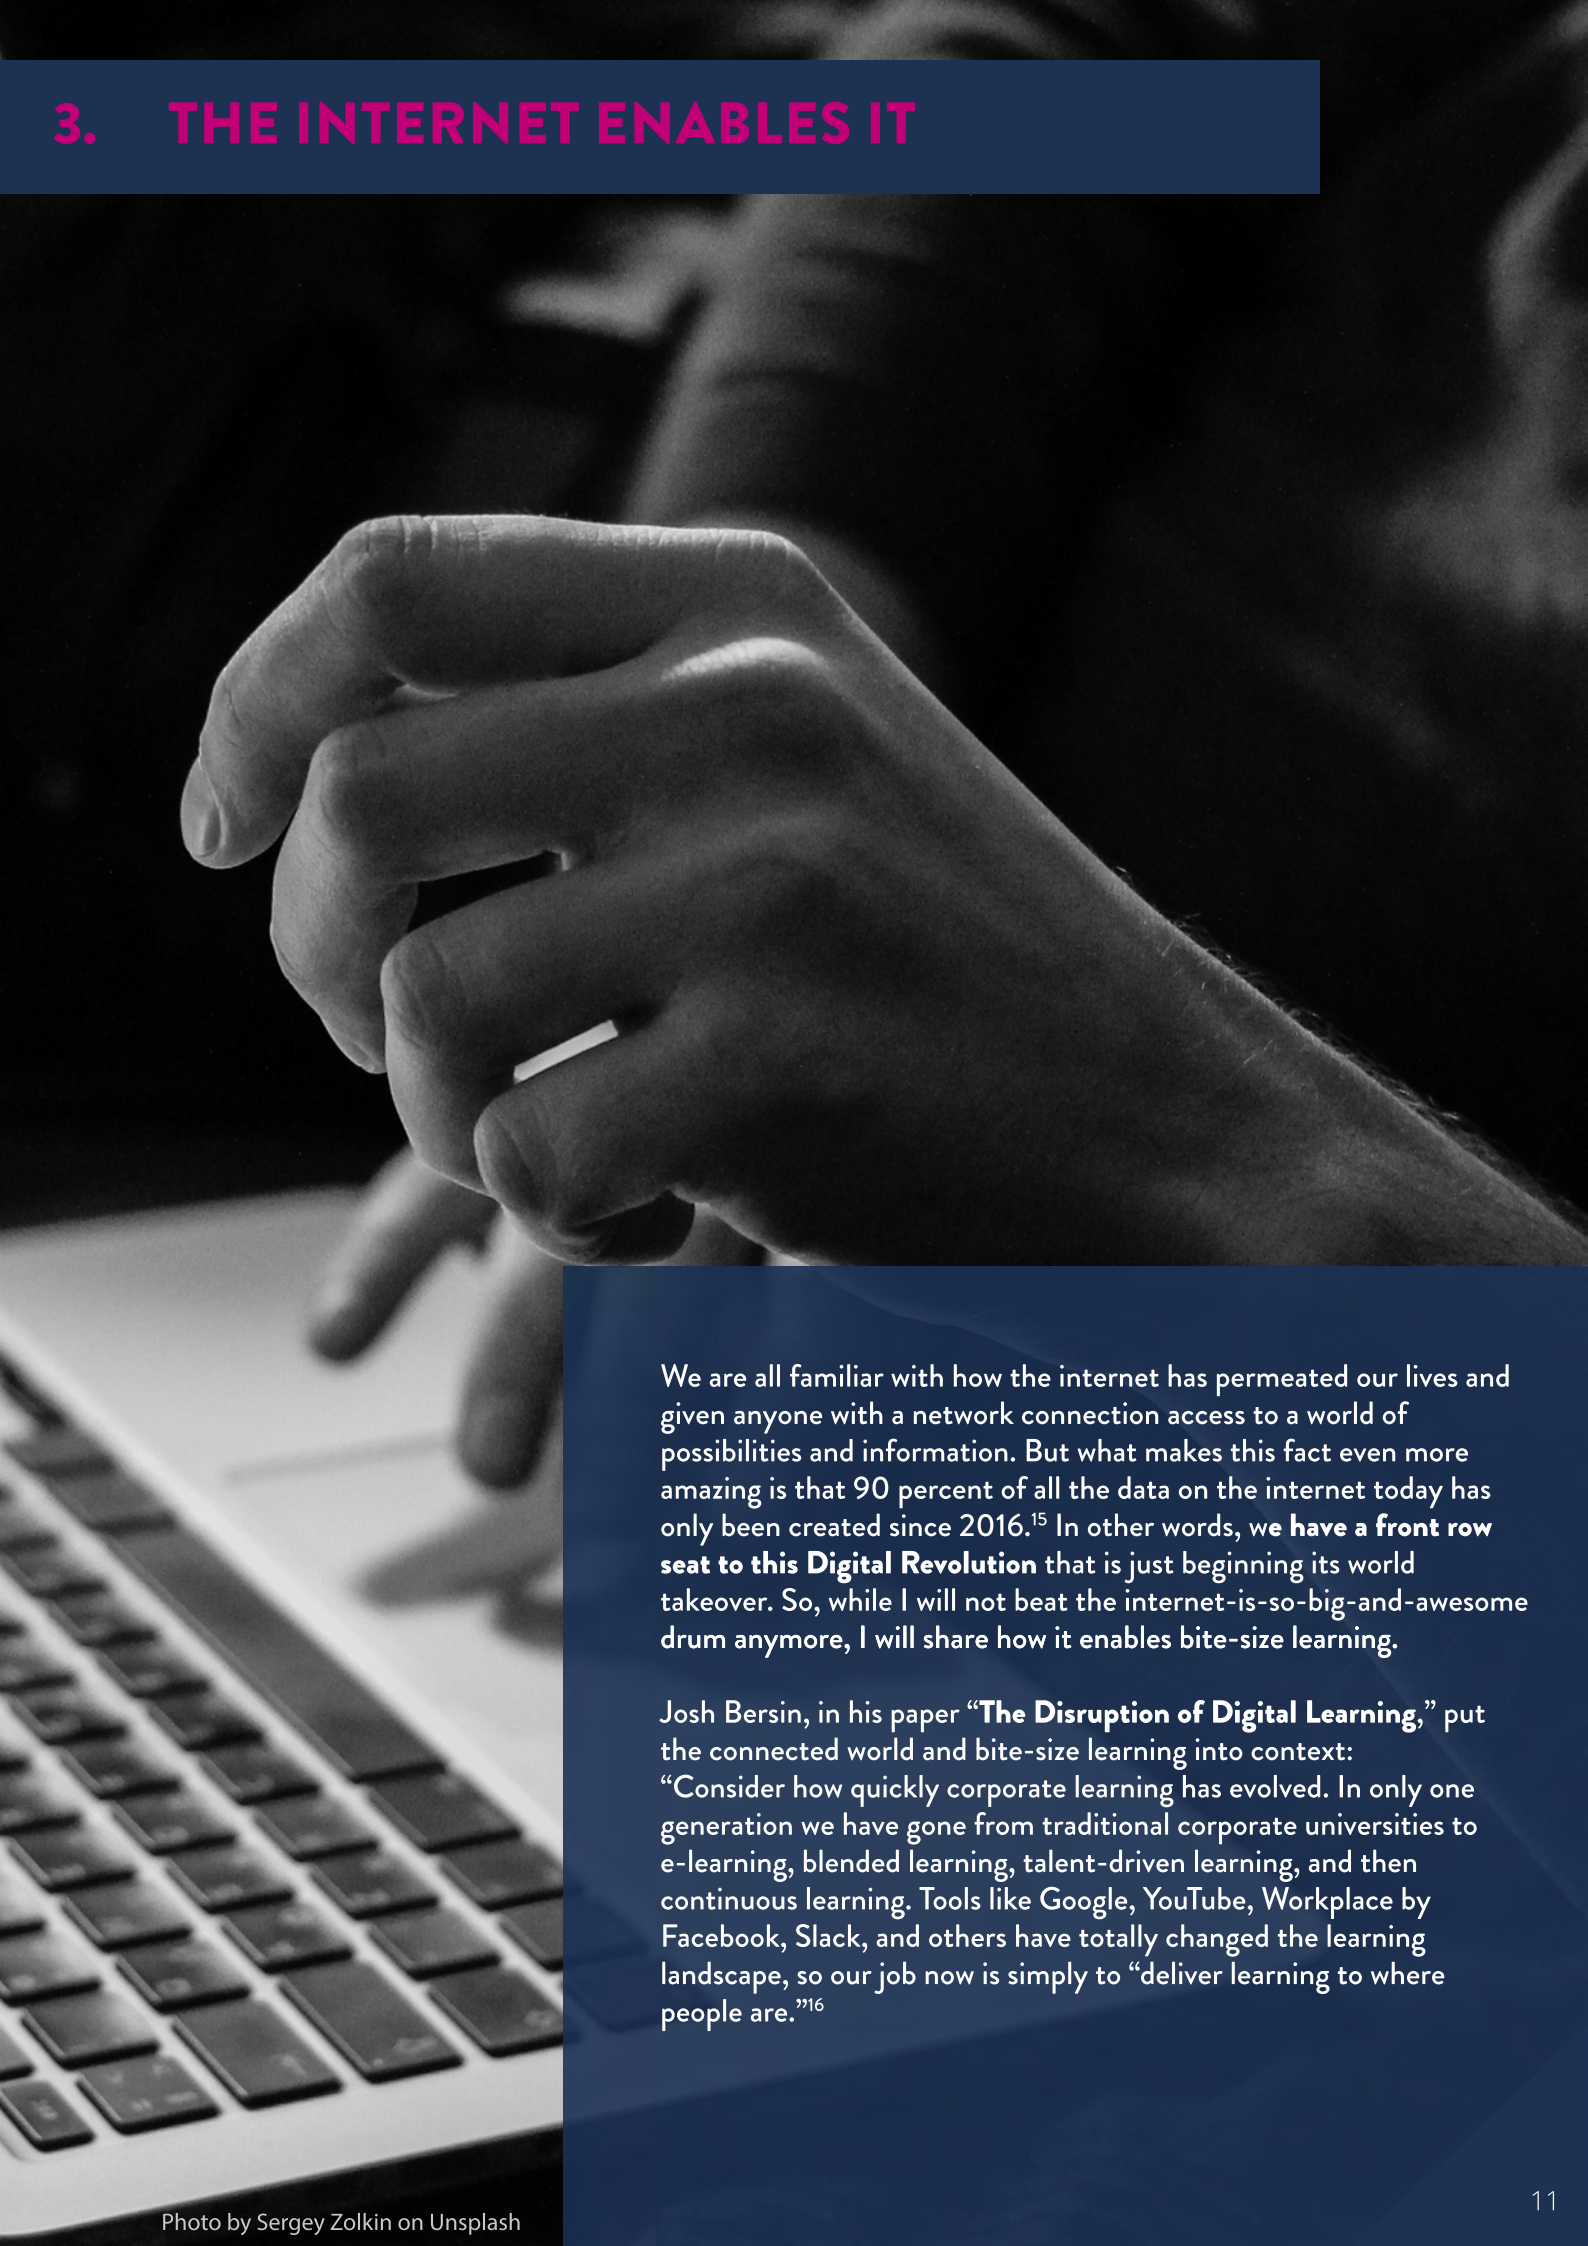 3. THE INTERNET ENABLES IT
We are all familiar with how the internet has permeated our lives and
given anyone with a network connection access to a world of
possibilities and information. But what makes this fact even more
amazing is that 90 percent of all the data on the internet today has
only been created since 2016.15 In other words, we have a front row
seat to this Digital Revolution that is just beginning its world
takeover. So, while I will not beat the internet-is-so-big-and-awesome
drum anymore, I will share how it enables bite-size learning.
Josh Bersin, in his paper “The Disruption of Digital Learning,” put
the connected world and bite-size learning into context:
“Consider how quickly corporate learning has evolved. In only one
generation we have gone from traditional corporate universities to
e-learning, blended learning, talent-driven learning, and then
continuous learning. Tools like Google, YouTube, Workplace by
Facebook, Slack, and others have totally changed the learning
landscape, so our job now is simply to “deliver learning to where
people are.”16
Photo by Sergey Zolkin on Unsplash
11